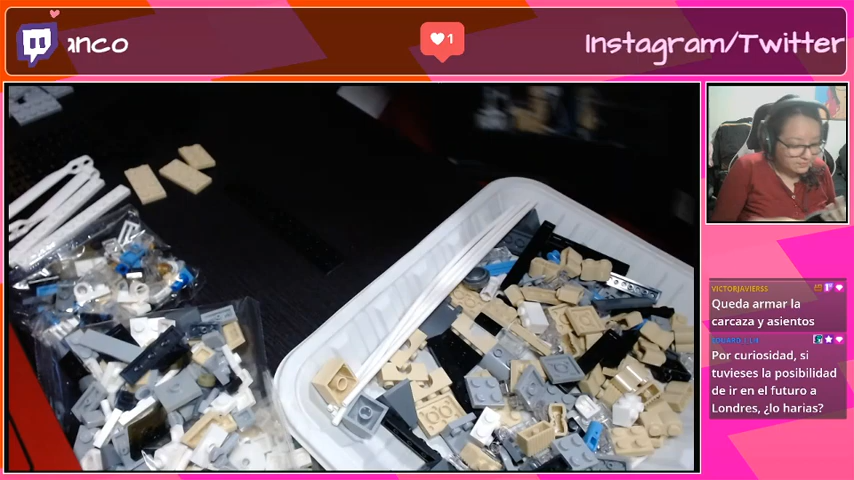 anco
1
Instagram/Twitter
VICTORJAVIERSS
Queda armar la
carcaza y asientos
Por curiosidad, si
tuvieses la posibilidad
de ir en el futuro a
Londres, ¿lo harias?